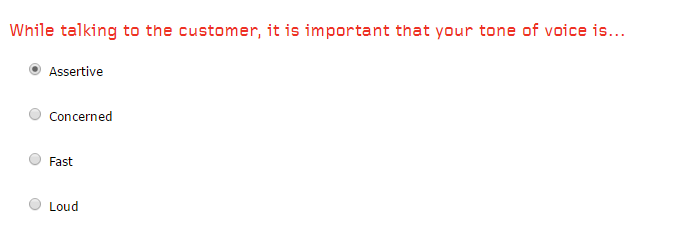 While talking to the customer, it is important that your tone of voice is...
Assertive
Concerned
Fast
Loud